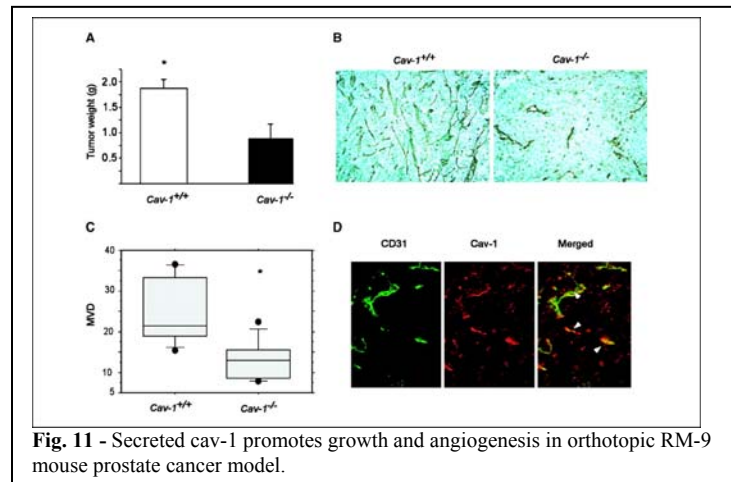 A
B
*
Tumor weight (g)
2.0
1.5
1.0
0.5
Cav-1+/+
Cav-1-/-
Cav-1+/+
Cav-1-/-
C
D
MVD
40
30
20
10
5
*
Cav-1+/+
Cav-1-/-
CD31
Cav-1
Merged
Fig. 11 - Secreted cav-1 promotes growth and angiogenesis in orthotopic RM-9
mouse prostate cancer model.